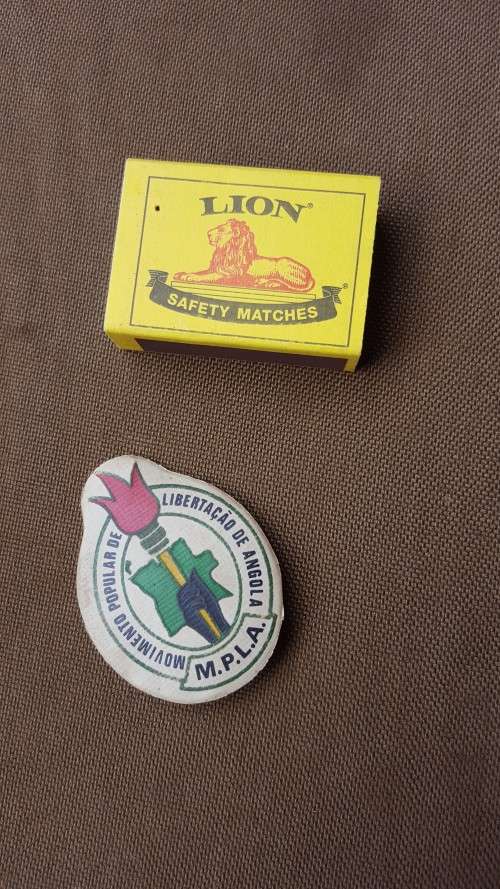 LION®
SAFETY MATCHES ®
MOVIMENTO POPULAR DE LIBERTAÇÃO DE ANGOLA
M.P.L.A.